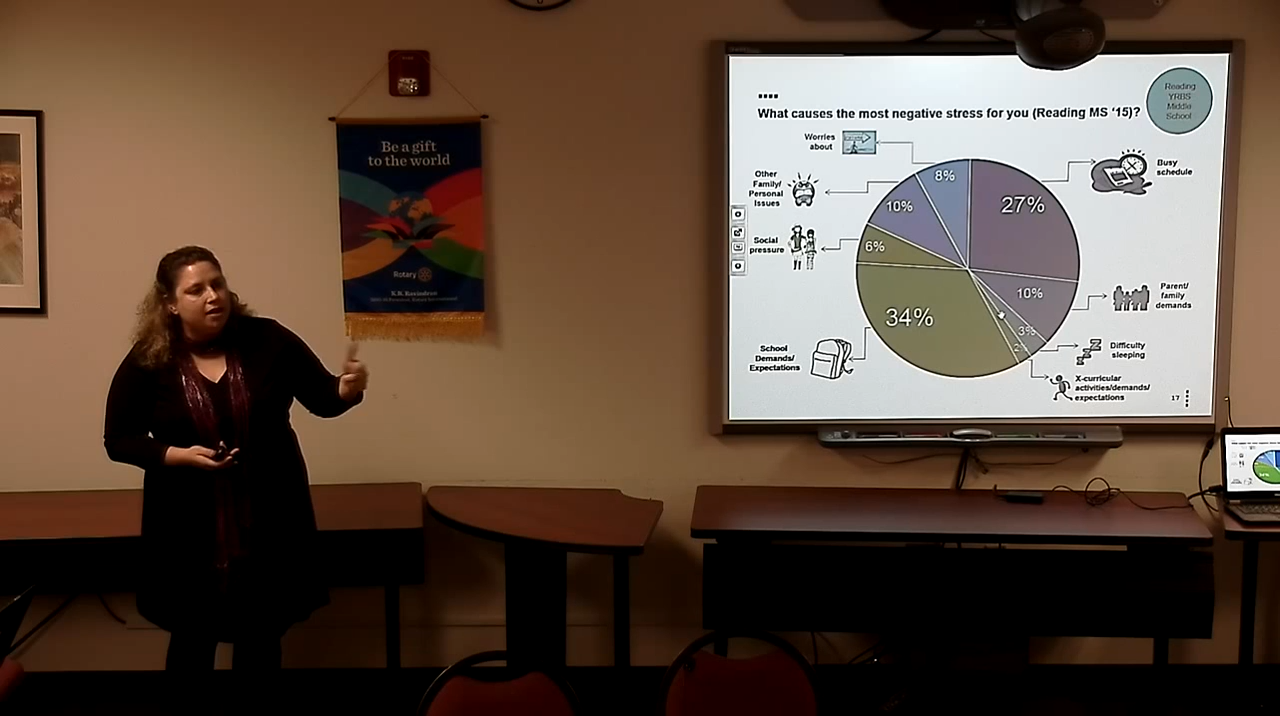 Be a gift
to the world
Rotary
What causes the most negative stress for you (Reading MS '15)?
Reading
YRBS
Middle
School
Worries
about
Other
Family/
Personal
Issues
Social
pressure
School
Demands/
Expectations
8%
27%
10%
6%
10%
34%
3%
2%
Busy
schedule
Parent/
family
demands
Difficulty
sleeping
X-curricular
activities/demands/
expectations
17